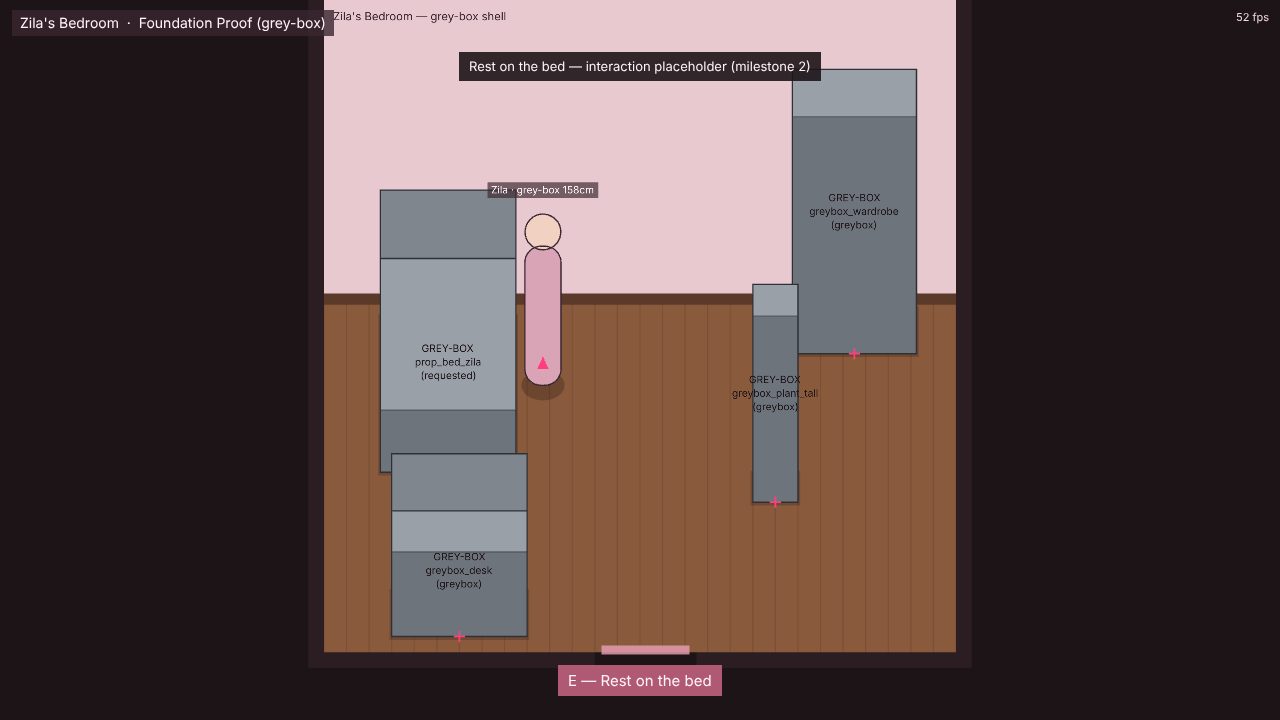 Zila's Bedroom · Foundation Proof (grey-box)
Zila's Bedroom — grey-box shell
52 fps
Rest on the bed — interaction placeholder (milestone 2)
Zila · grey-box 158cm
GREY-BOX
greybox_wardrobe
(greybox)
GREY-BOX
prop_bed_zila
(requested)
GREY-BOX
greybox_plant_tall
(greybox)
GREY-BOX
greybox_desk
(greybox)
E — Rest on the bed